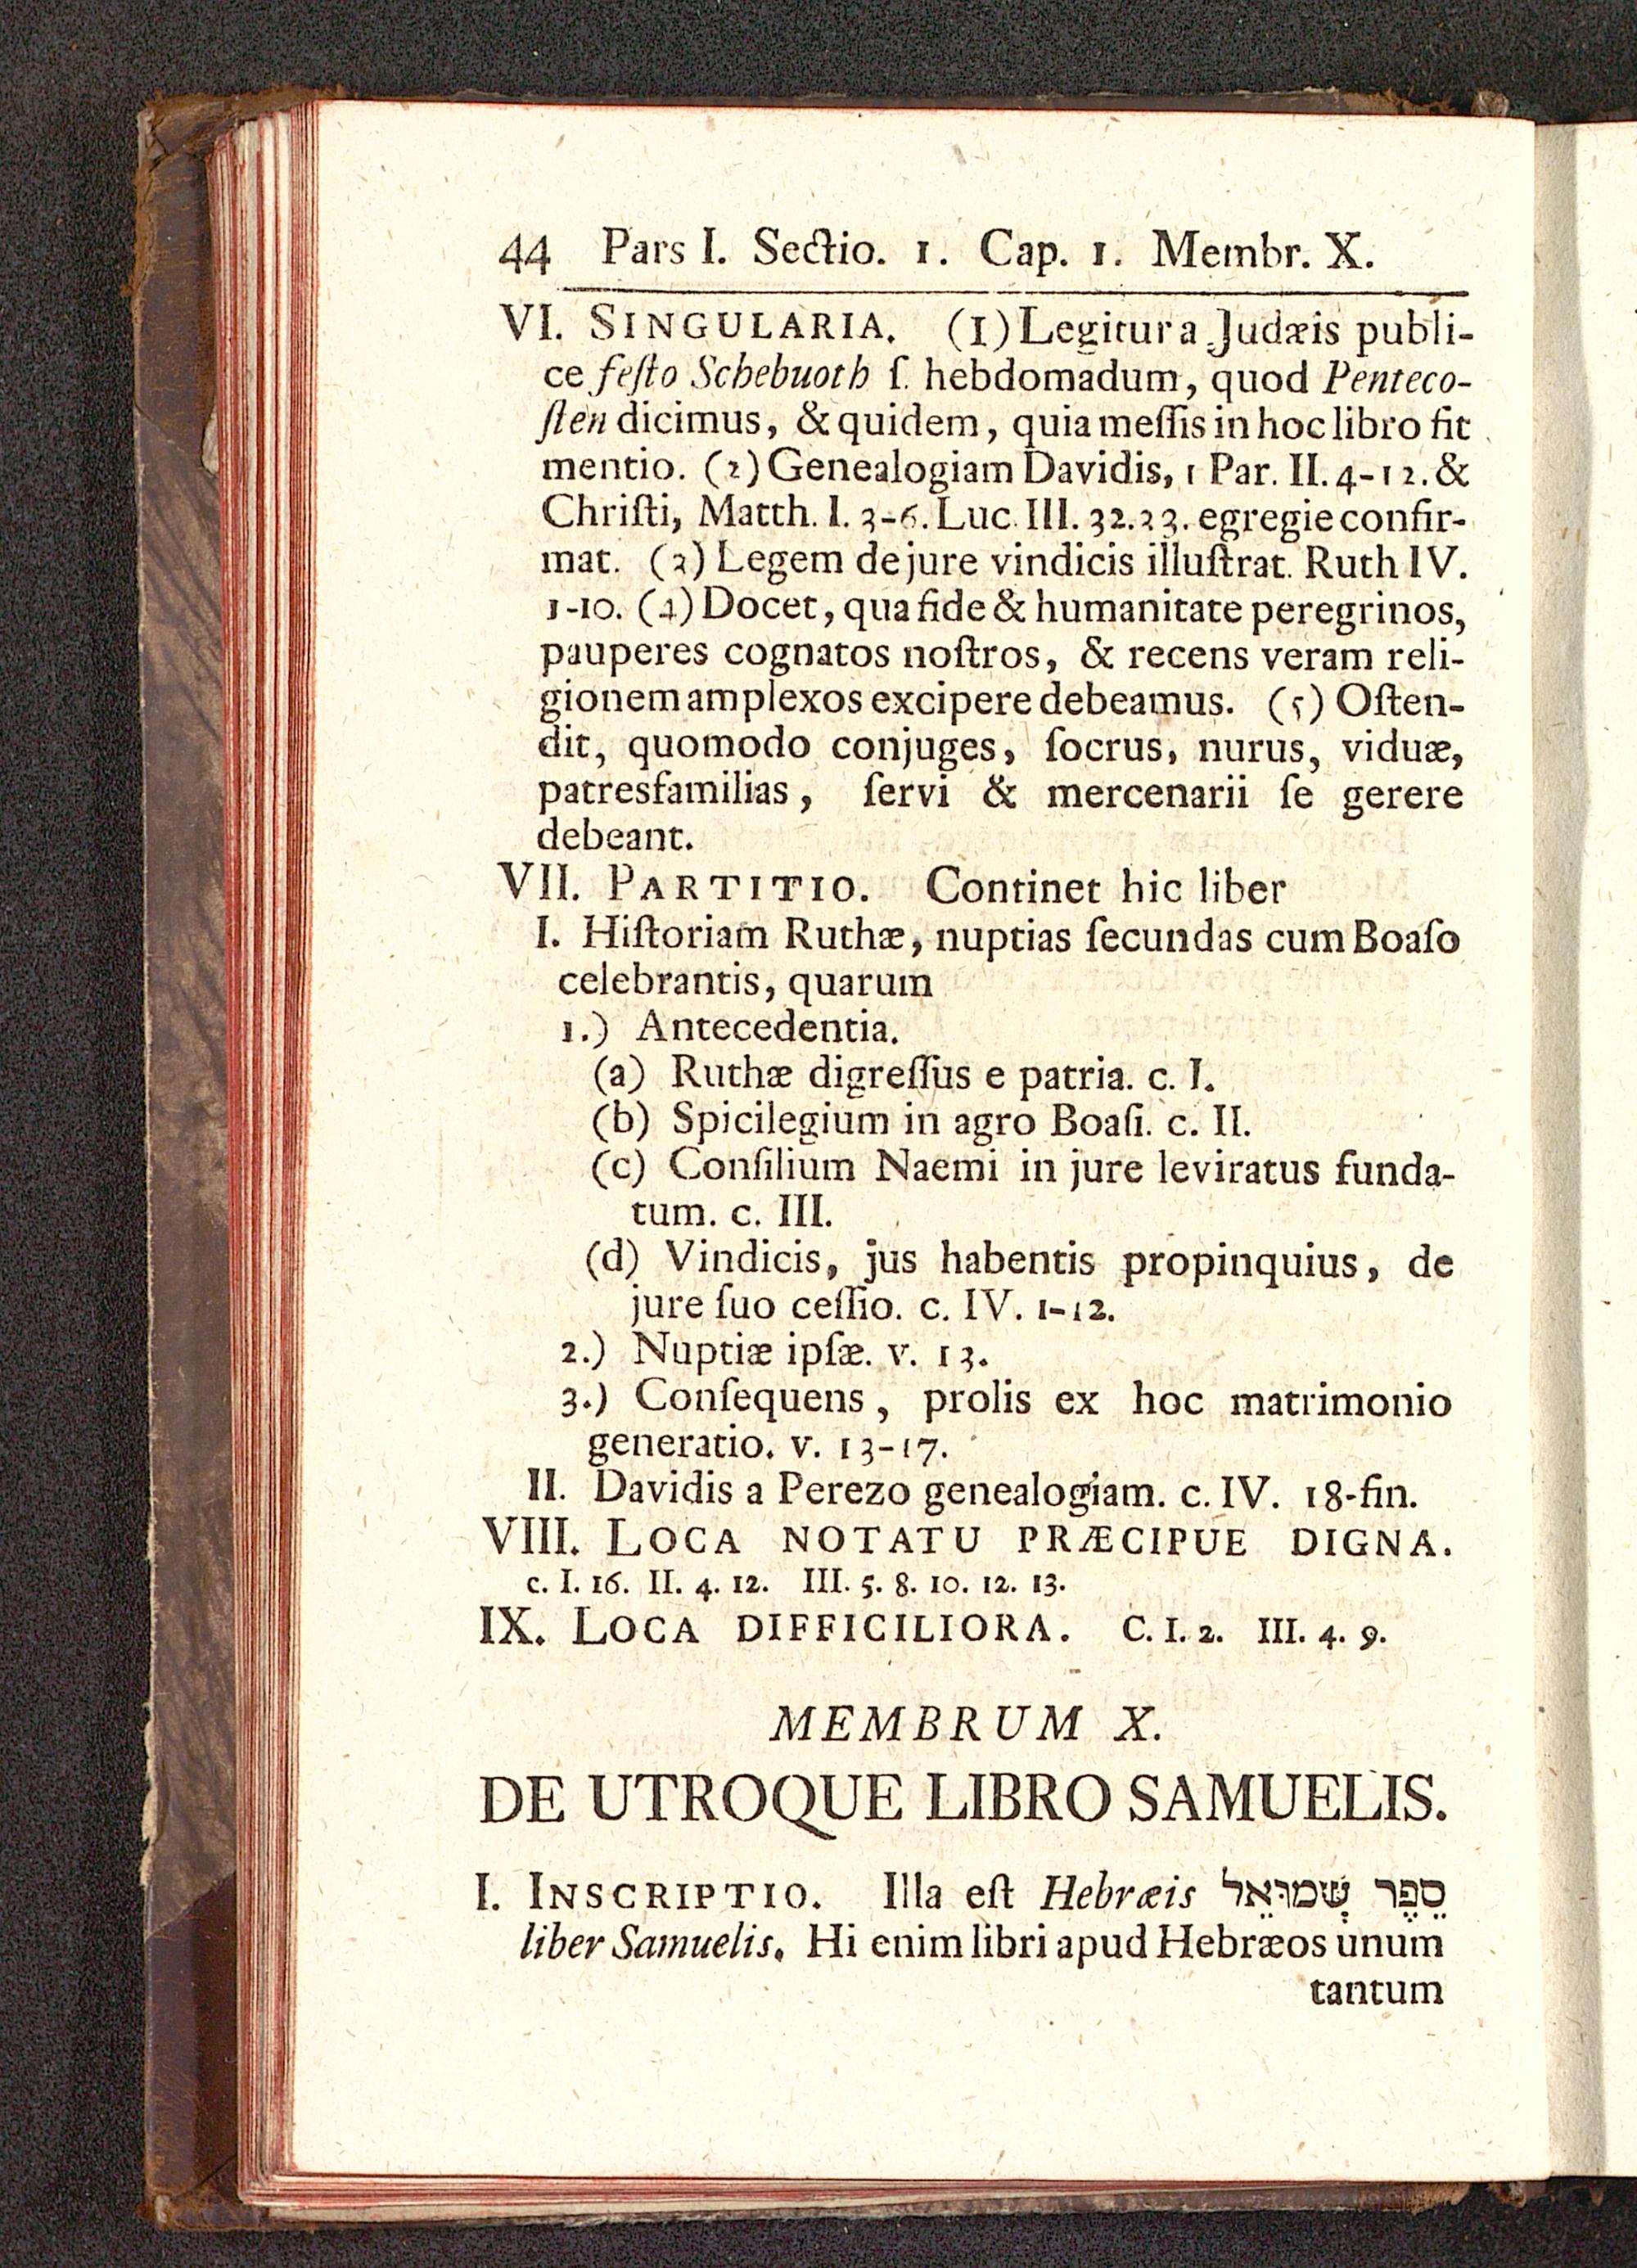 44 Pars I. Sectio. 1. Cap. 1. Membr. X.
VI. SINGULARIA. (1) Legitur a Judæis publi-
ce feſto Schebuoth ſ. hebdomadum, quod Penteco-
ſten dicimus, & quidem, quia meſſis in hoc libro fit
mentio. (2) Genealogiam Davidis, 1 Par. II. 4-12. &
Chriſti, Matth. I. 3-6. Luc. III. 32. 33. egregie confir-
mat. (3) Legem de jure vindicis illuſtrat. Ruth IV.
1-10. (4) Docet, qua fide & humanitate peregrinos,
pauperes cognatos noſtros, & recens veram reli-
gionem amplexos excipere debeamus. (5) Oſten-
dit, quomodo conjuges, ſocrus, nurus, viduæ,
patresfamilias, ſervi & mercenarii ſe gerere
debeant.
VII. PARTITIO. Continet hic liber
I. Hiſtoriam Ruthæ, nuptias ſecundas cum Boaſo
celebrantis, quarum
1.) Antecedentia.
(a) Ruthæ digreſſus e patria. c. I.
(b) Spicilegium in agro Boaſi. c. II.
(c) Conſilium Naemi in jure leviratus funda-
tum. c. III.
(d) Vindicis, jus habentis propinquius, de
jure ſuo ceſſio. c. IV. 1-12.
2.) Nuptiæ ipſæ. v. 13.
3.) Conſequens, prolis ex hoc matrimonio
generatio. v. 13-17.
II. Davidis a Perezo genealogiam. c. IV. 18-fin.
VIII. LOCA NOTATU PRÆCIPUE DIGNA.
c. I. 16. II. 4. 12. III. 5. 8. 10. 12. 13.
IX. LOCA DIFFICILIORA. C. I. 2. III. 4. 9.
MEMBRUM X.
DE UTROQUE LIBRO SAMUELIS.
I. INSCRIPTIO. Illa eſt Hebræis סֵפֶר שְׁמוּאֵל
liber Samuelis. Hi enim libri apud Hebræos unum
tantum